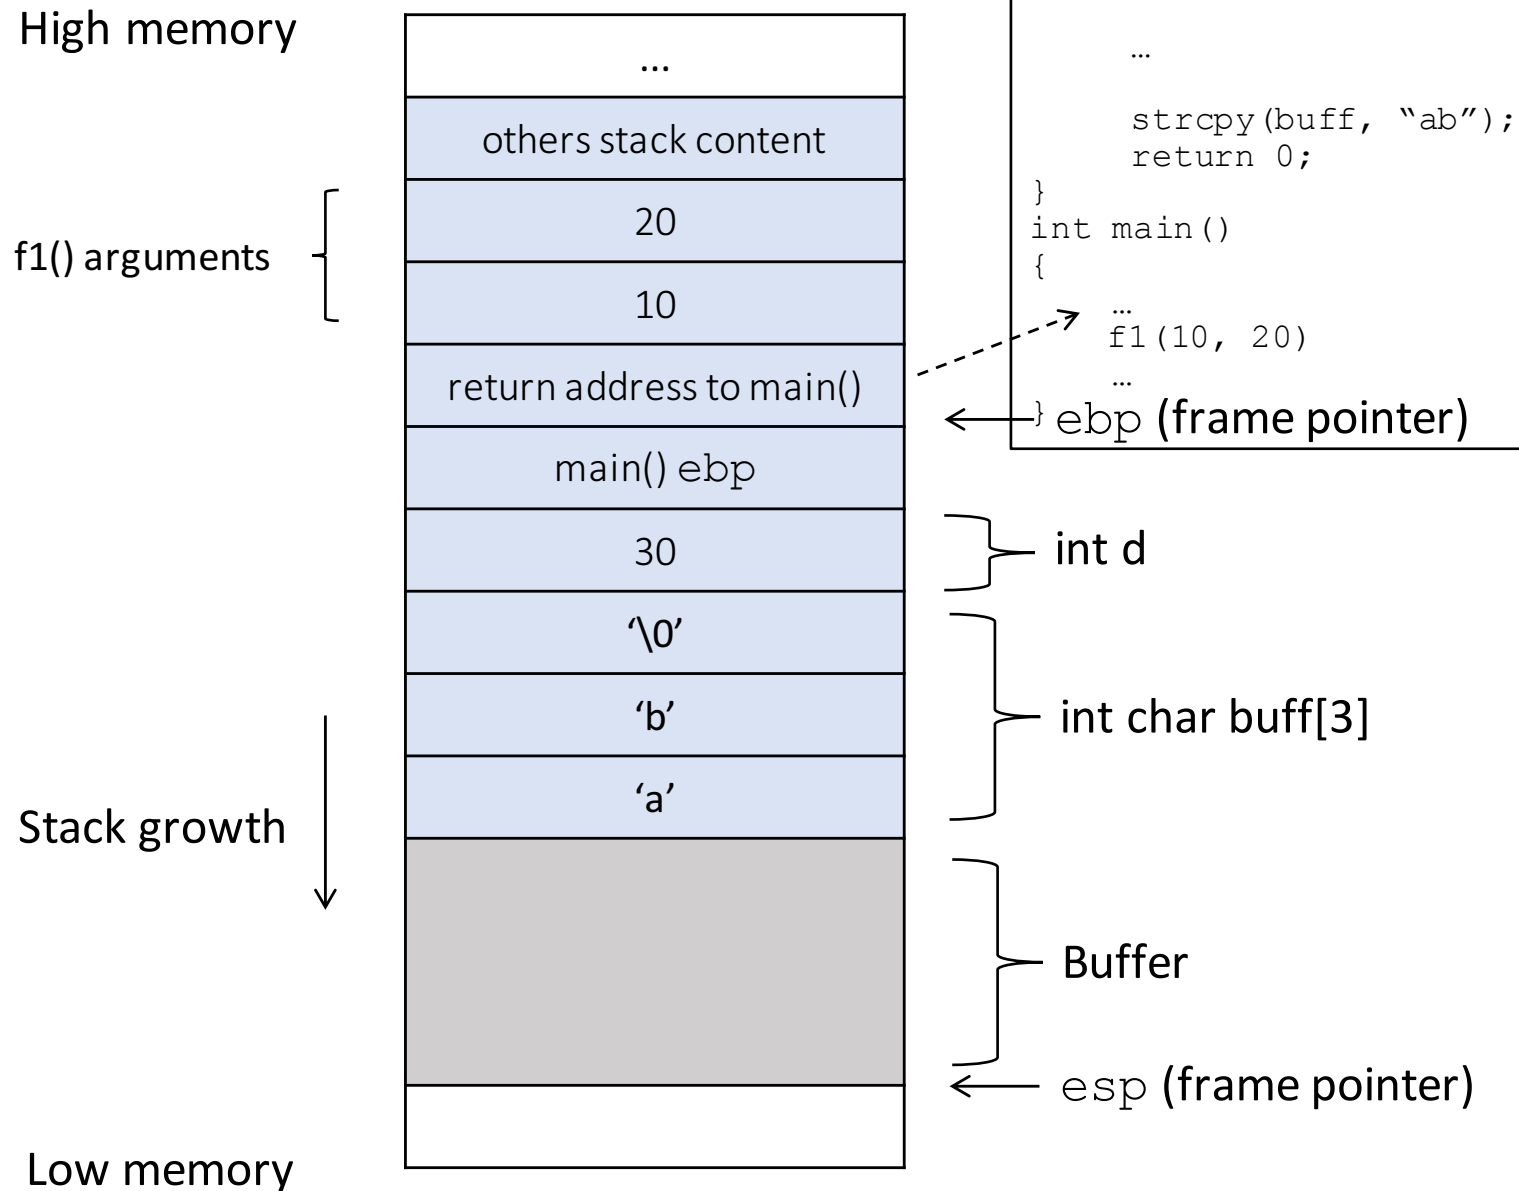 High memory
...
others stack content
20
f1() arguments
10
return address to main()
main() ebp
30
‘\0’
‘b’
‘a’
Stack growth
Low memory
…
strcpy(buff, “ab”);
return 0;
}
int main()
{
…
f1(10, 20)
…
}
ebp (frame pointer)
int d
int char buff[3]
Buffer
esp (frame pointer)